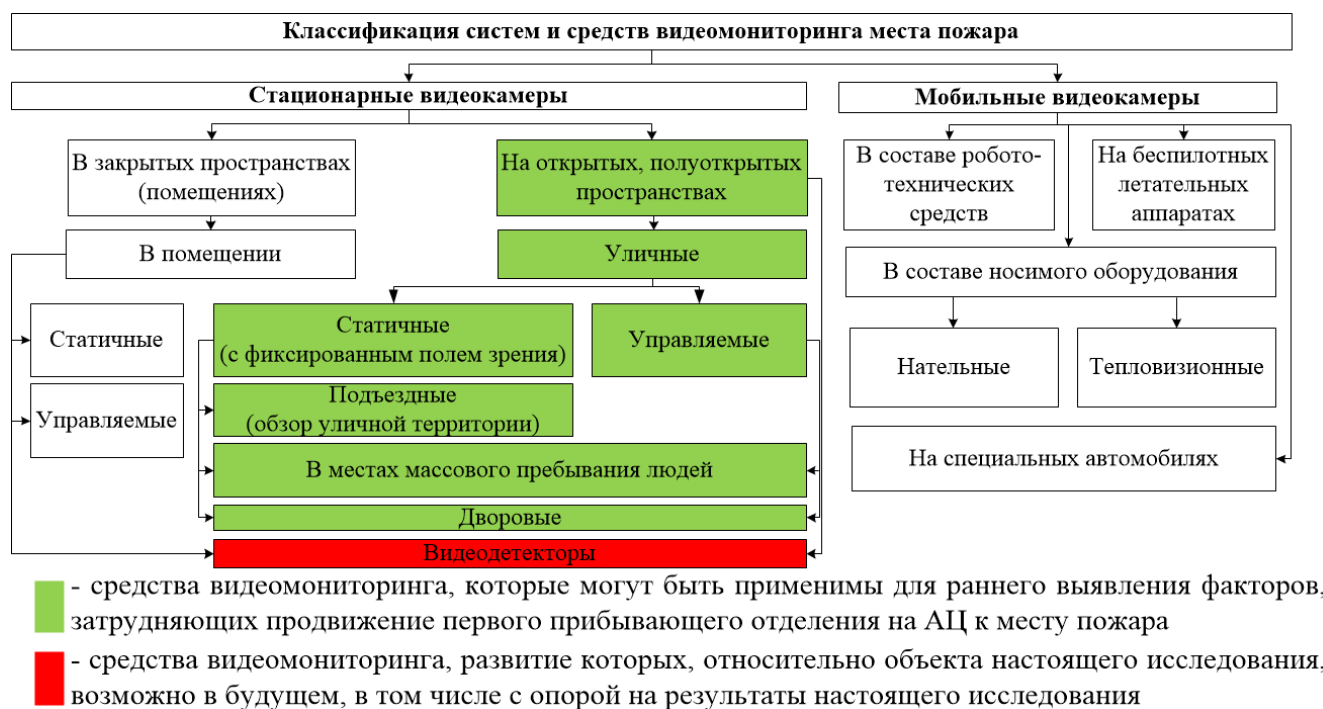 Классификация систем и средств видеомониторинга места пожара
Стационарные видеокамеры
Мобильные видеокамеры
В закрытых пространствах
(помещениях)
На открытых, полуоткрытых
пространствах
В составе робото-
технических
средств
На беспилотных
летательных
аппаратах
В помещении
Уличные
В составе носимого оборудования
Статичные
Статичные
(с фиксированным полем зрения)
Управляемые
Нательные
Тепловизионные
Управляемые
Подъездные
(обзор уличной территории)
В местах массового пребывания людей
На специальных автомобилях
Дворовые
Видеодетекторы
- средства видеомониторинга, которые могут быть применимы для раннего выявления факторов,
затрудняющих продвижение первого прибывающего отделения на АЦ к месту пожара
- средства видеомониторинга, развитие которых, относительно объекта настоящего исследования,
возможно в будущем, в том числе с опорой на результаты настоящего исследования